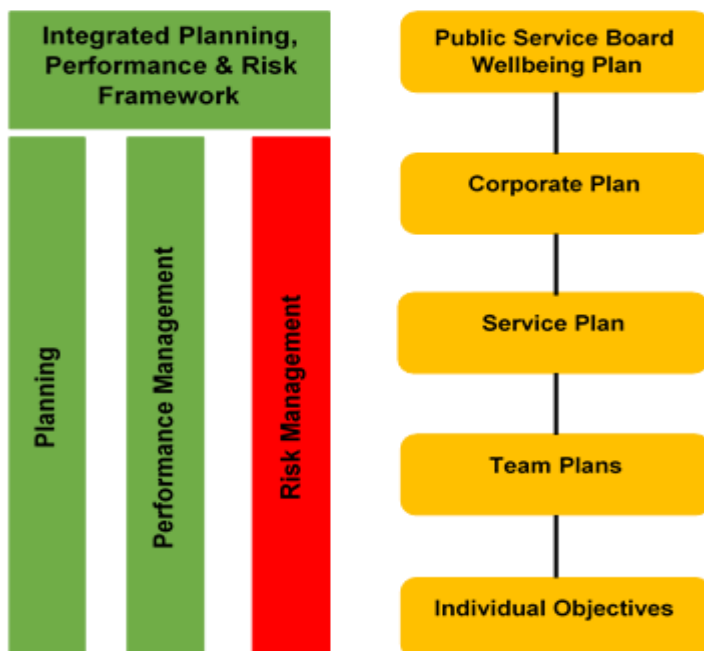 Integrated Planning,
Performance & Risk
Framework
Planning
Performance Management
Risk Management
Public Service Board
Wellbeing Plan
Corporate Plan
Service Plan
Team Plans
Individual Objectives